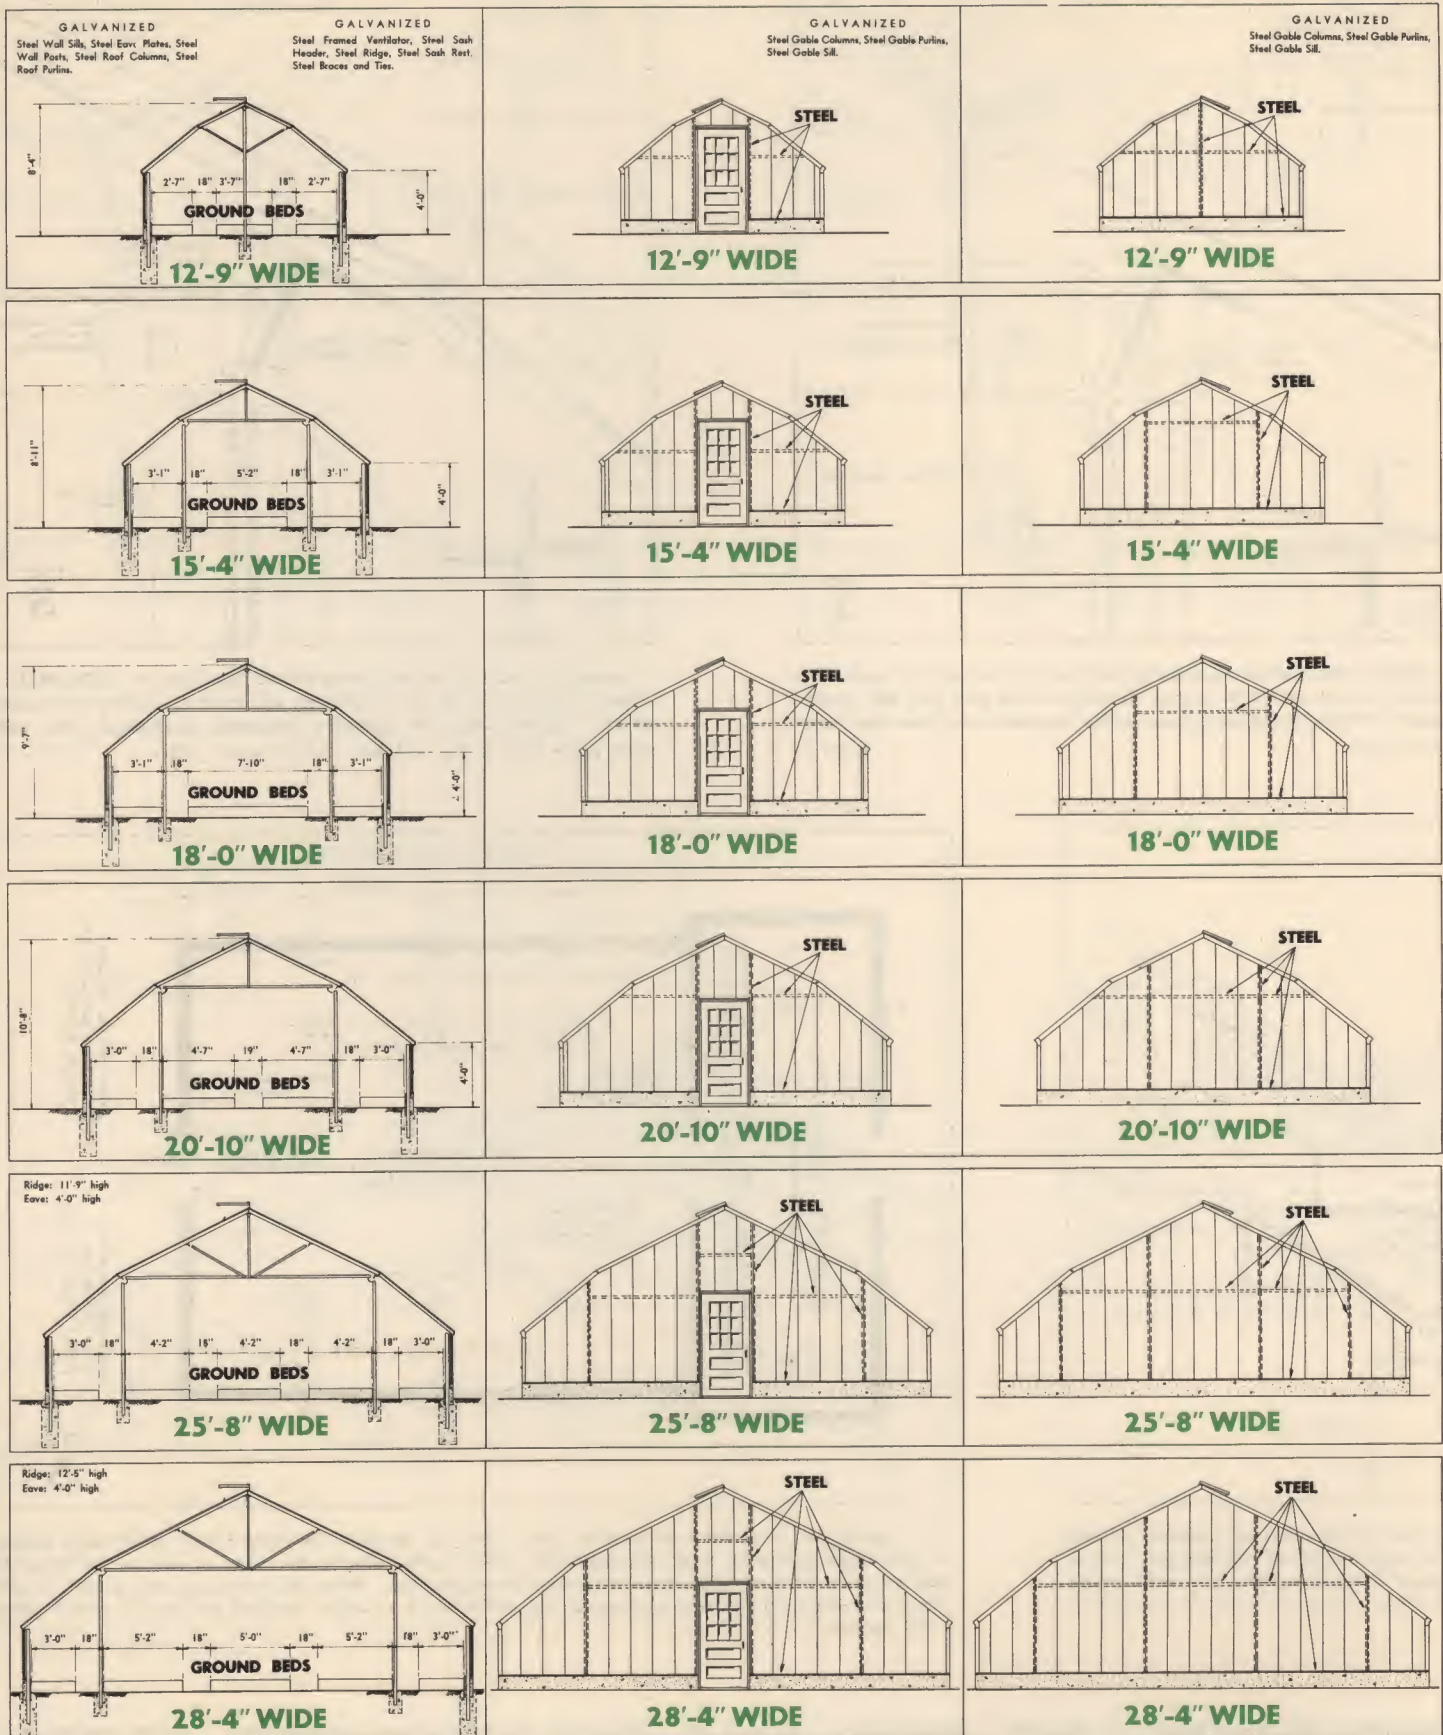 GALVANIZED
Steel Wall Sills, Steel Eave Plates, Steel
Wall Posts, Steel Roof Columns, Steel
Roof Purlins.
GALVANIZED
Steel Framed Ventilator, Steel Sash
Header, Steel Ridge, Steel Sash Rest.
Steel Braces and Ties.
8'-4"
2'-7" 18" 3'-7" 18" 2'-7"
4'-0"
GROUND BEDS
12'-9" WIDE
GALVANIZED
Steel Gable Columns, Steel Gable Purlins,
Steel Gable Sill.
STEEL
12'-9" WIDE
GALVANIZED
Steel Gable Columns, Steel Gable Purlins,
Steel Gable Sill.
STEEL
12'-9" WIDE
8'-11"
3'-1" 18" 5'-2" 18" 3'-1"
4'-0"
GROUND BEDS
15'-4" WIDE
STEEL
15'-4" WIDE
STEEL
15'-4" WIDE
9'-7"
3'-1" 18" 7'-10" 18" 3'-1"
4'-0"
GROUND BEDS
18'-0" WIDE
STEEL
18'-0" WIDE
STEEL
18'-0" WIDE
10'-8"
3'-0" 18" 4'-7" 19" 4'-7" 18" 3'-0"
4'-0"
GROUND BEDS
20'-10" WIDE
STEEL
20'-10" WIDE
STEEL
20'-10" WIDE
Ridge: 11'-9" high
Eave: 4'-0" high
3'-0" 18" 4'-2" 18" 4'-2" 18" 4'-2" 18" 3'-0"
GROUND BEDS
25'-8" WIDE
STEEL
25'-8" WIDE
STEEL
25'-8" WIDE
Ridge: 12'-5" high
Eave: 4'-0" high
3'-0" 18" 5'-2" 18" 5'-0" 18" 5'-2" 18" 3'-0"
GROUND BEDS
28'-4" WIDE
STEEL
28'-4" WIDE
STEEL
28'-4" WIDE